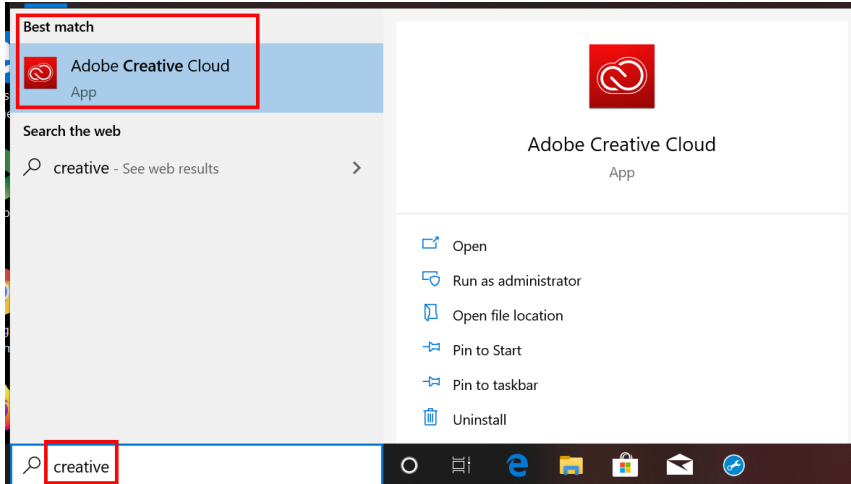 Best match
Adobe Creative Cloud
App
Search the web
creative - See web results
Adobe Creative Cloud
App
Open
Run as administrator
Open file location
Pin to Start
Pin to taskbar
Uninstall
creative